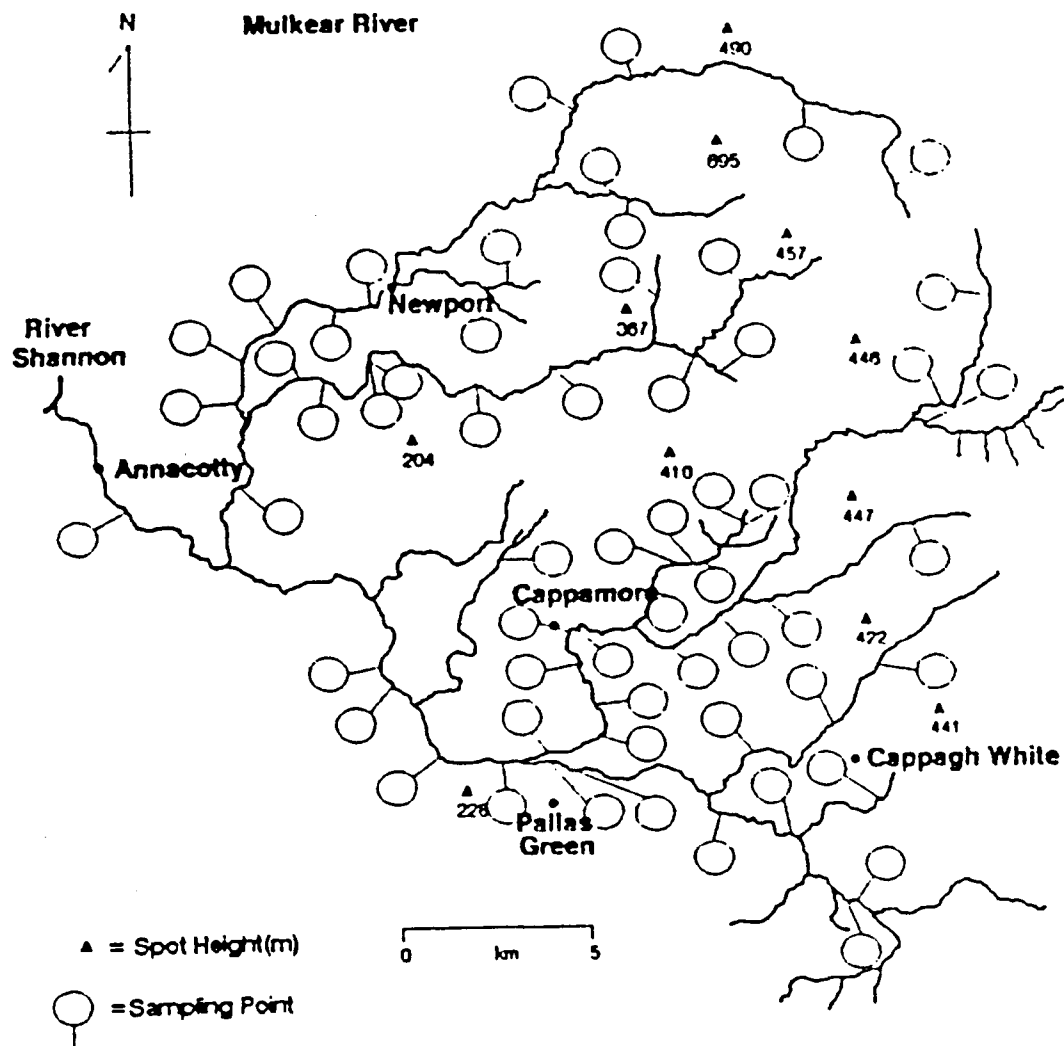 N
Mulkear River
490
695
457
Newport
367
River
Shannon
446
204
Annacotty
410
447
Cappamore
422
441
Cappagh White
228
Pallas
Green
▲ = Spot Height(m)
0 km 5
=Sampling Point